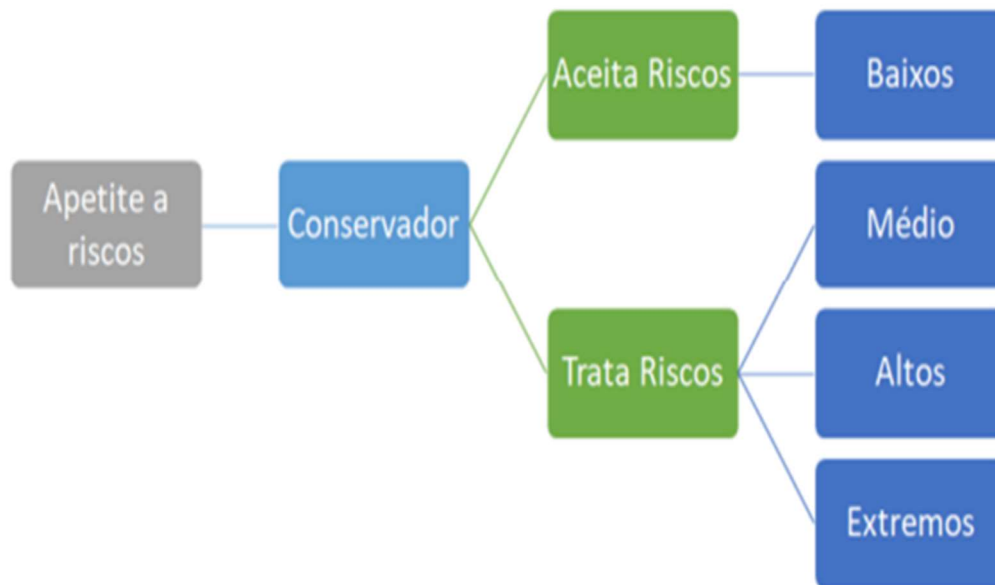 Apetite a
riscos
Conservador
Aceita Riscos
Baixos
Trata Riscos
Médio
Altos
Extremos